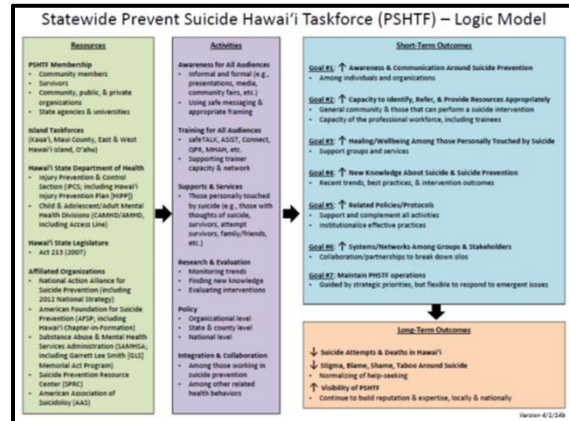 Statewide Prevent Suicide Hawai‘i Taskforce (PSHTF) – Logic Model
Resources
PSHTF Membership
• Community members
• Survivors
• Community, public, & private
organizations
• State agencies & universities
Island Taskforces
(Kaua‘i, Maui County, East & West
Hawai‘i Island, O‘ahu)
Hawai‘i State Department of Health
• Injury Prevention & Control
Section (IPCS; including Hawai‘i
Injury Prevention Plan [HIPP])
• Child & Adolescent/Adult Mental
Health Divisions (CAMHD/AMHD,
including Access Line)
Hawai‘i State Legislature
• Act 213 (2007)
Affiliated Organizations
• National Action Alliance for
Suicide Prevention (including
2012 National Strategy)
• American Foundation for Suicide
Prevention (AFSP; including
Hawai‘i Chapter-in-Formation)
• Substance Abuse & Mental Health
Services Administration (SAMHSA;
including Garrett Lee Smith [GLS]
Memorial Act Program)
• Suicide Prevention Resource
Center (SPRC)
• American Association of
Suicidoloy (AAS)
Activities
Awareness for All Audiences
• Informal and formal (e.g.,
presentations, media,
community fairs, etc.)
• Using safe messaging &
appropriate framing
Training for All Audiences
• safeTALK, ASIST, Connect,
QPR, MHAH, etc.
• Supporting trainer
capacity & network
Supports & Services
• Those personally touched
by suicide (e.g., those with
thoughts of suicide,
survivors, attempt
survivors, family/friends,
etc.)
Research & Evaluation
• Monitoring trends
• Finding new knowledge
• Evaluating interventions
Policy
• Organizational level
• State & county level
• National level
Integration & Collaboration
• Among those working in
suicide prevention
• Among other related
health behaviors
Short-Term Outcomes
Goal #1: ↑ Awareness & Communication Around Suicide Prevention
• Among individuals and organizations
Goal #2: ↑ Capacity to Identify, Refer, & Provide Resources Appropriately
• General community & those that can perform a suicide intervention
• Capacity of the professional workforce, including trainees
Goal #3: ↑ Healing/Wellbeing Among Those Personally Touched by Suicide
• Support groups and services
Goal #4: ↑ New Knowledge About Suicide & Suicide Prevention
• Recent trends, best practices, & intervention outcomes
Goal #5: ↑ Related Policies/Protocols
• Support and complement all activities
• Institutionalize effective practices
Goal #6: ↑ Systems/Networks Among Groups & Stakeholders
• Collaboration/partnerships to break down silos
Goal #7: Maintain PHSTF operations
• Guided by strategic priorities, but flexible to respond to emergent issues
Long-Term Outcomes
↓ Suicide Attempts & Deaths in Hawai‘i
↓ Stigma, Blame, Shame, Taboo Around Suicide
• Normalizing of help-seeking
↑ Visibility of PSHTF
• Continue to build reputation & expertise, locally & nationally